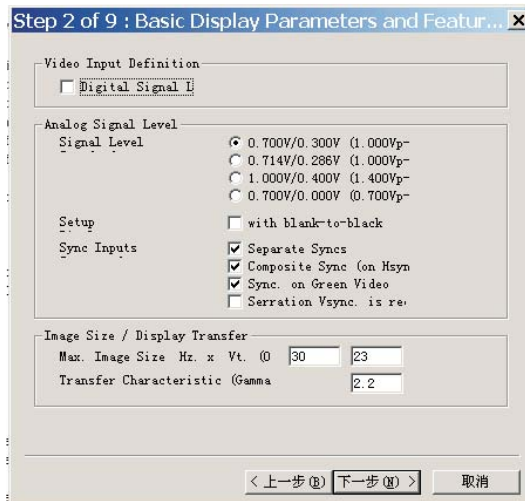 Step 2 of 9 : Basic Display Parameters and Featur...
Video Input Definition
Digital Signal L
Analog Signal Level
Signal Level
0.700V/0.300V (1.000Vp-
0.714V/0.286V (1.000Vp-
1.000V/0.400V (1.400Vp-
0.700V/0.000V (0.700Vp-
Setup
with blank-to-black
Sync Inputs
Separate Syncs
Composite Sync (on Hsyn
Sync. on Green Video
Serration Vsync. is re
Image Size / Display Transfer
Max. Image Size Hz. x Vt. (0 30 23
Transfer Characteristic (Gamma 2.2
< 上一步(B) 下一步(N) > 取消